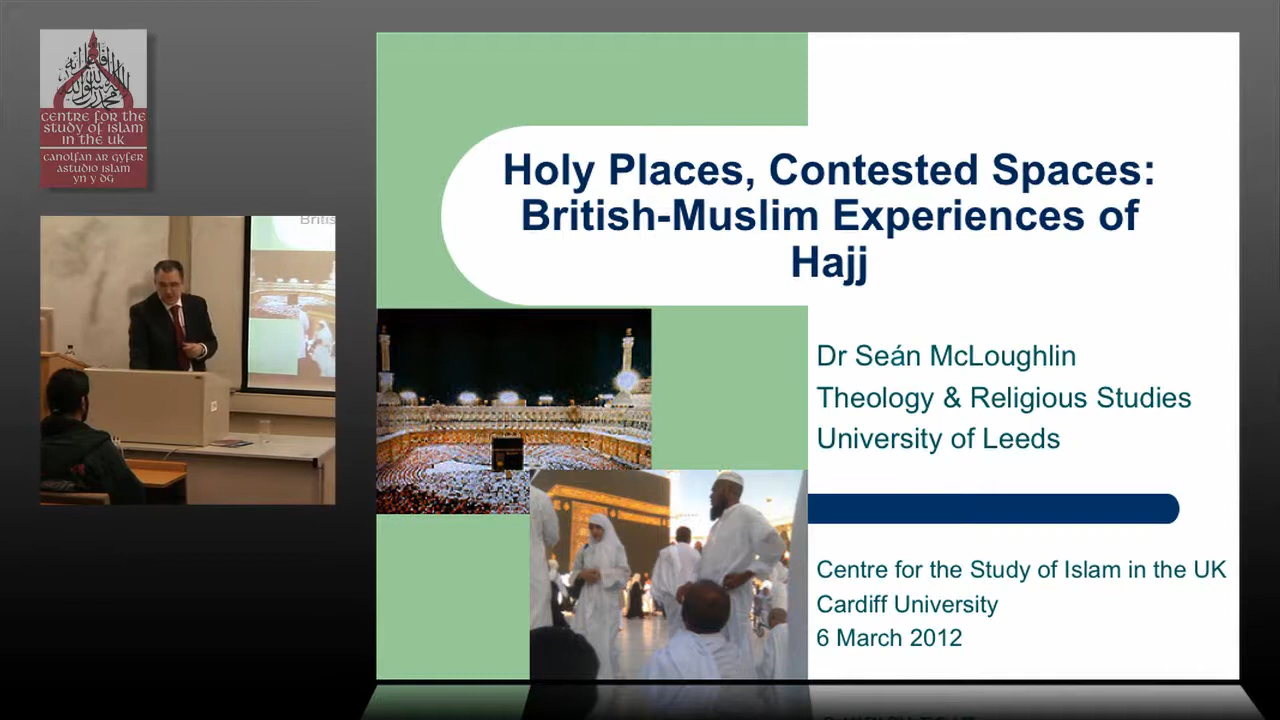 CENTRE FOR THE
STUDY OF ISLAM
IN THE UK
CANOLFAN AR GYFER
ASTUDIO ISLAM
YN Y DG
Britis
Holy Places, Contested Spaces:
British-Muslim Experiences of
Hajj
Dr Seán McLoughlin
Theology & Religious Studies
University of Leeds
Centre for the Study of Islam in the UK
Cardiff University
6 March 2012